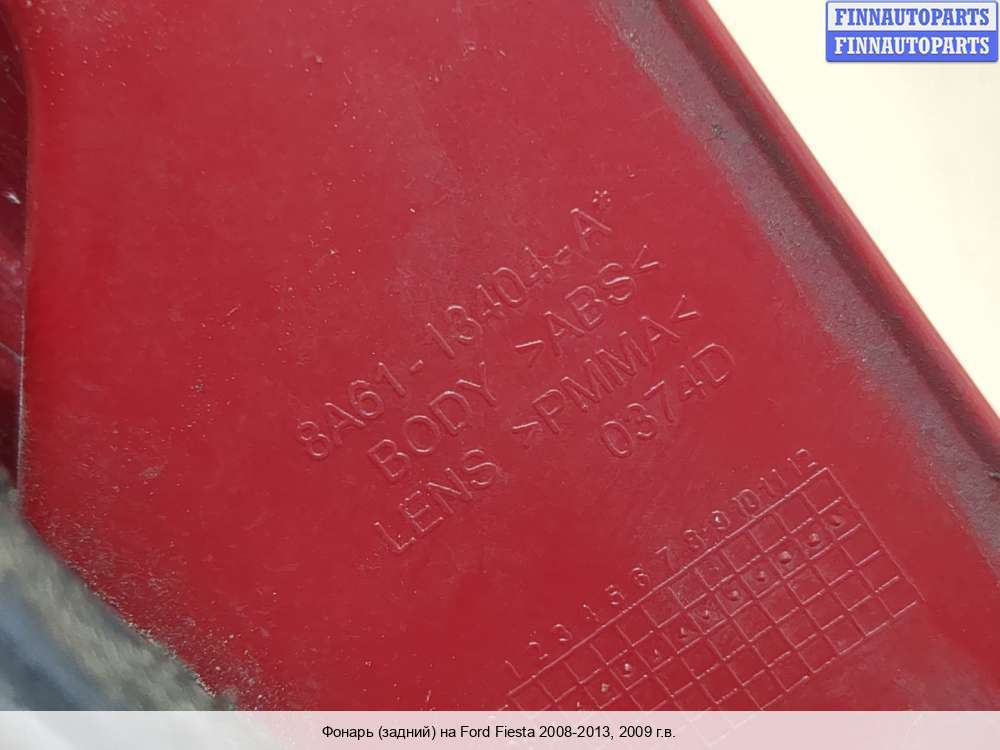 FINNAUTOPARTS
FINNAUTOPARTS
8A61-13404-A*
BODY >ABS<
LENS >PMMA<
0374D
1 2 3 4 5 6 7 8 9 10 11 12
Фонарь (задний) на Ford Fiesta 2008-2013, 2009 г.в.